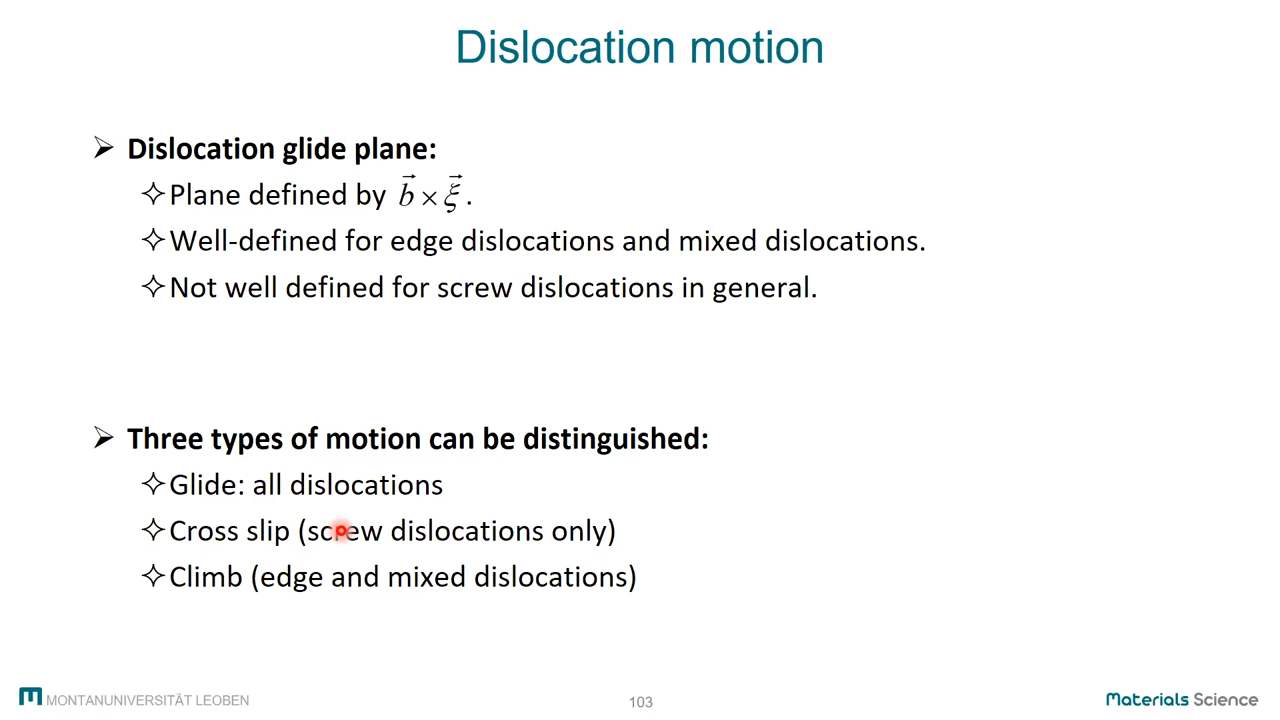 Dislocation motion
Dislocation glide plane:
Plane defined by b⃗ × ξ⃗ .
Well-defined for edge dislocations and mixed dislocations.
Not well defined for screw dislocations in general.
Three types of motion can be distinguished:
Glide: all dislocations
Cross slip (screw dislocations only)
Climb (edge and mixed dislocations)
MONTANUNIVERSITÄT LEOBEN
103
Materials Science